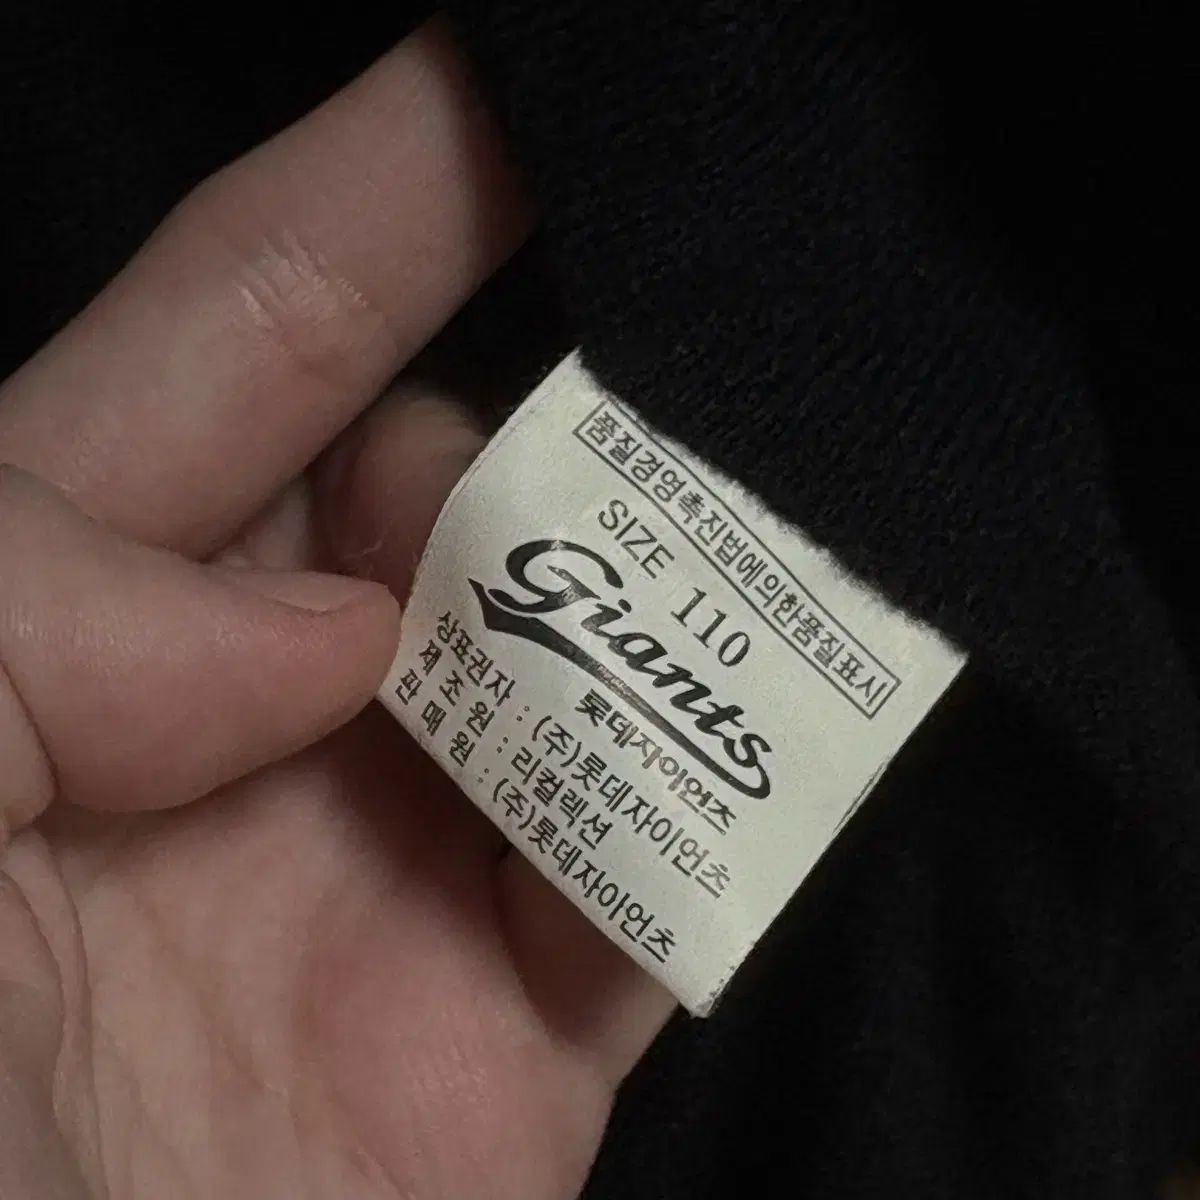 품질경영촉진법에의한품질표시
SIZE 110
Giants
롯데자이언츠
상표권자 : (주)롯데자이언츠
제 조 원 : 리컬렉션
판 매 원 : (주)롯데자이언츠